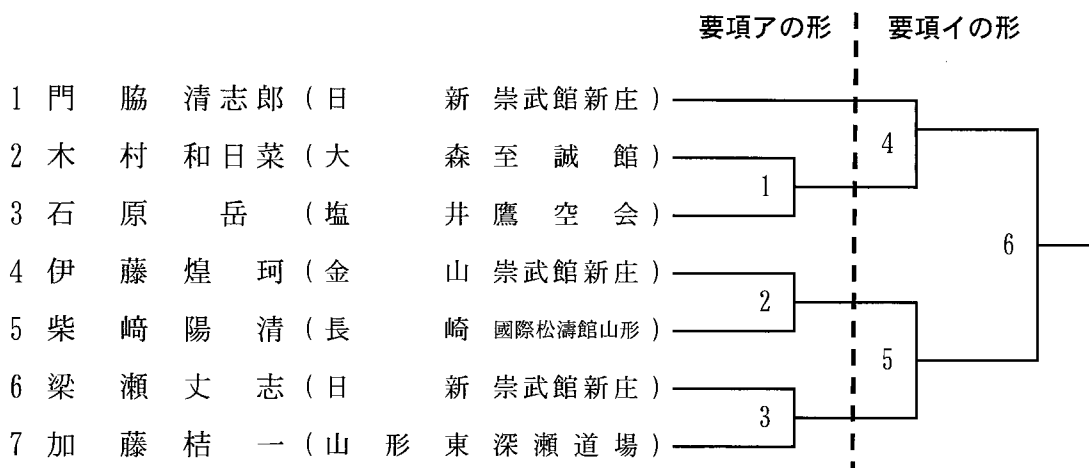 要項アの形 要項イの形
1 門脇清志郎(日新 崇武館新庄)
2 木村和日菜(大森 至誠館)
3 石原岳(塩井 鷹空会)
4 伊藤煌珂(金山 崇武館新庄)
5 柴﨑陽清(長崎 國際松濤館山形)
6 梁瀬丈志(日新 崇武館新庄)
7 加藤桔一(山形東 深瀬道場)
1
2
3
4
5
6